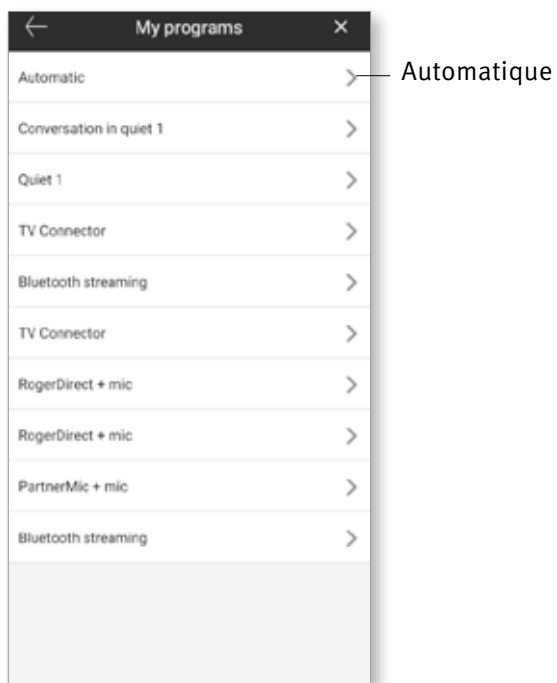 My programs
Automatic
Automatique
Conversation in quiet 1
Quiet 1
TV Connector
Bluetooth streaming
TV Connector
RogerDirect + mic
RogerDirect + mic
PartnerMic + mic
Bluetooth streaming